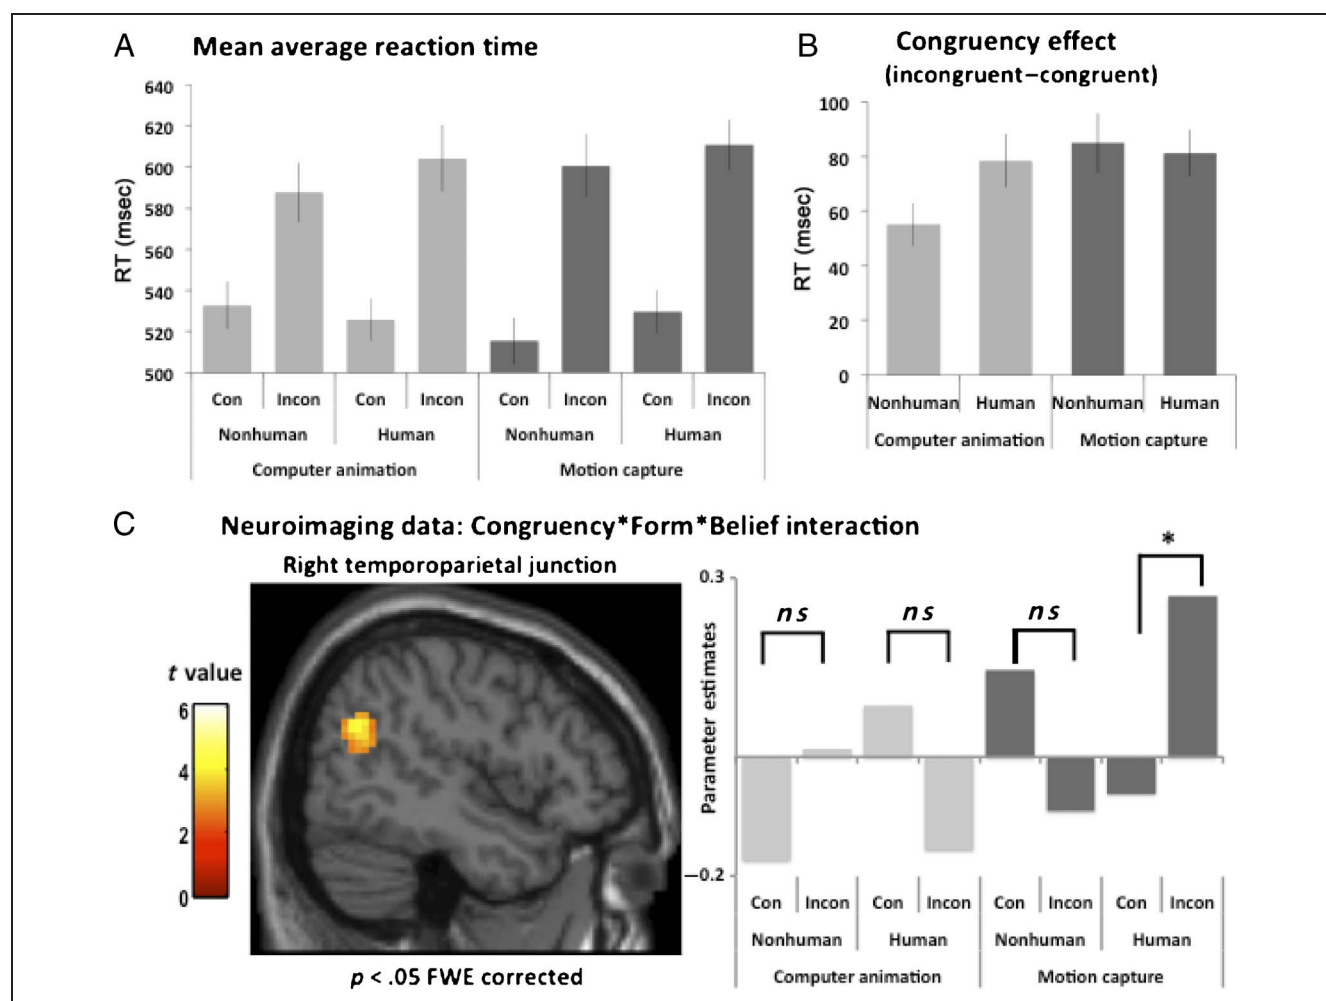 A
Mean average reaction time
RT (msec)
640
620
600
580
560
540
520
500
Con Incon Con Incon Con Incon Con Incon
Nonhuman Human Nonhuman Human
Computer animation Motion capture
B
Congruency effect
(incongruent–congruent)
RT (msec)
100
80
60
40
20
0
Nonhuman Human Nonhuman Human
Computer animation Motion capture
C
Neuroimaging data: Congruency*Form*Belief interaction
Right temporoparietal junction
t value
6
4
2
0
p < .05 FWE corrected
Parameter estimates
0.3
–0.2
ns ns ns *
Con Incon Con Incon Con Incon Con Incon
Nonhuman Human Nonhuman Human
Computer animation Motion capture